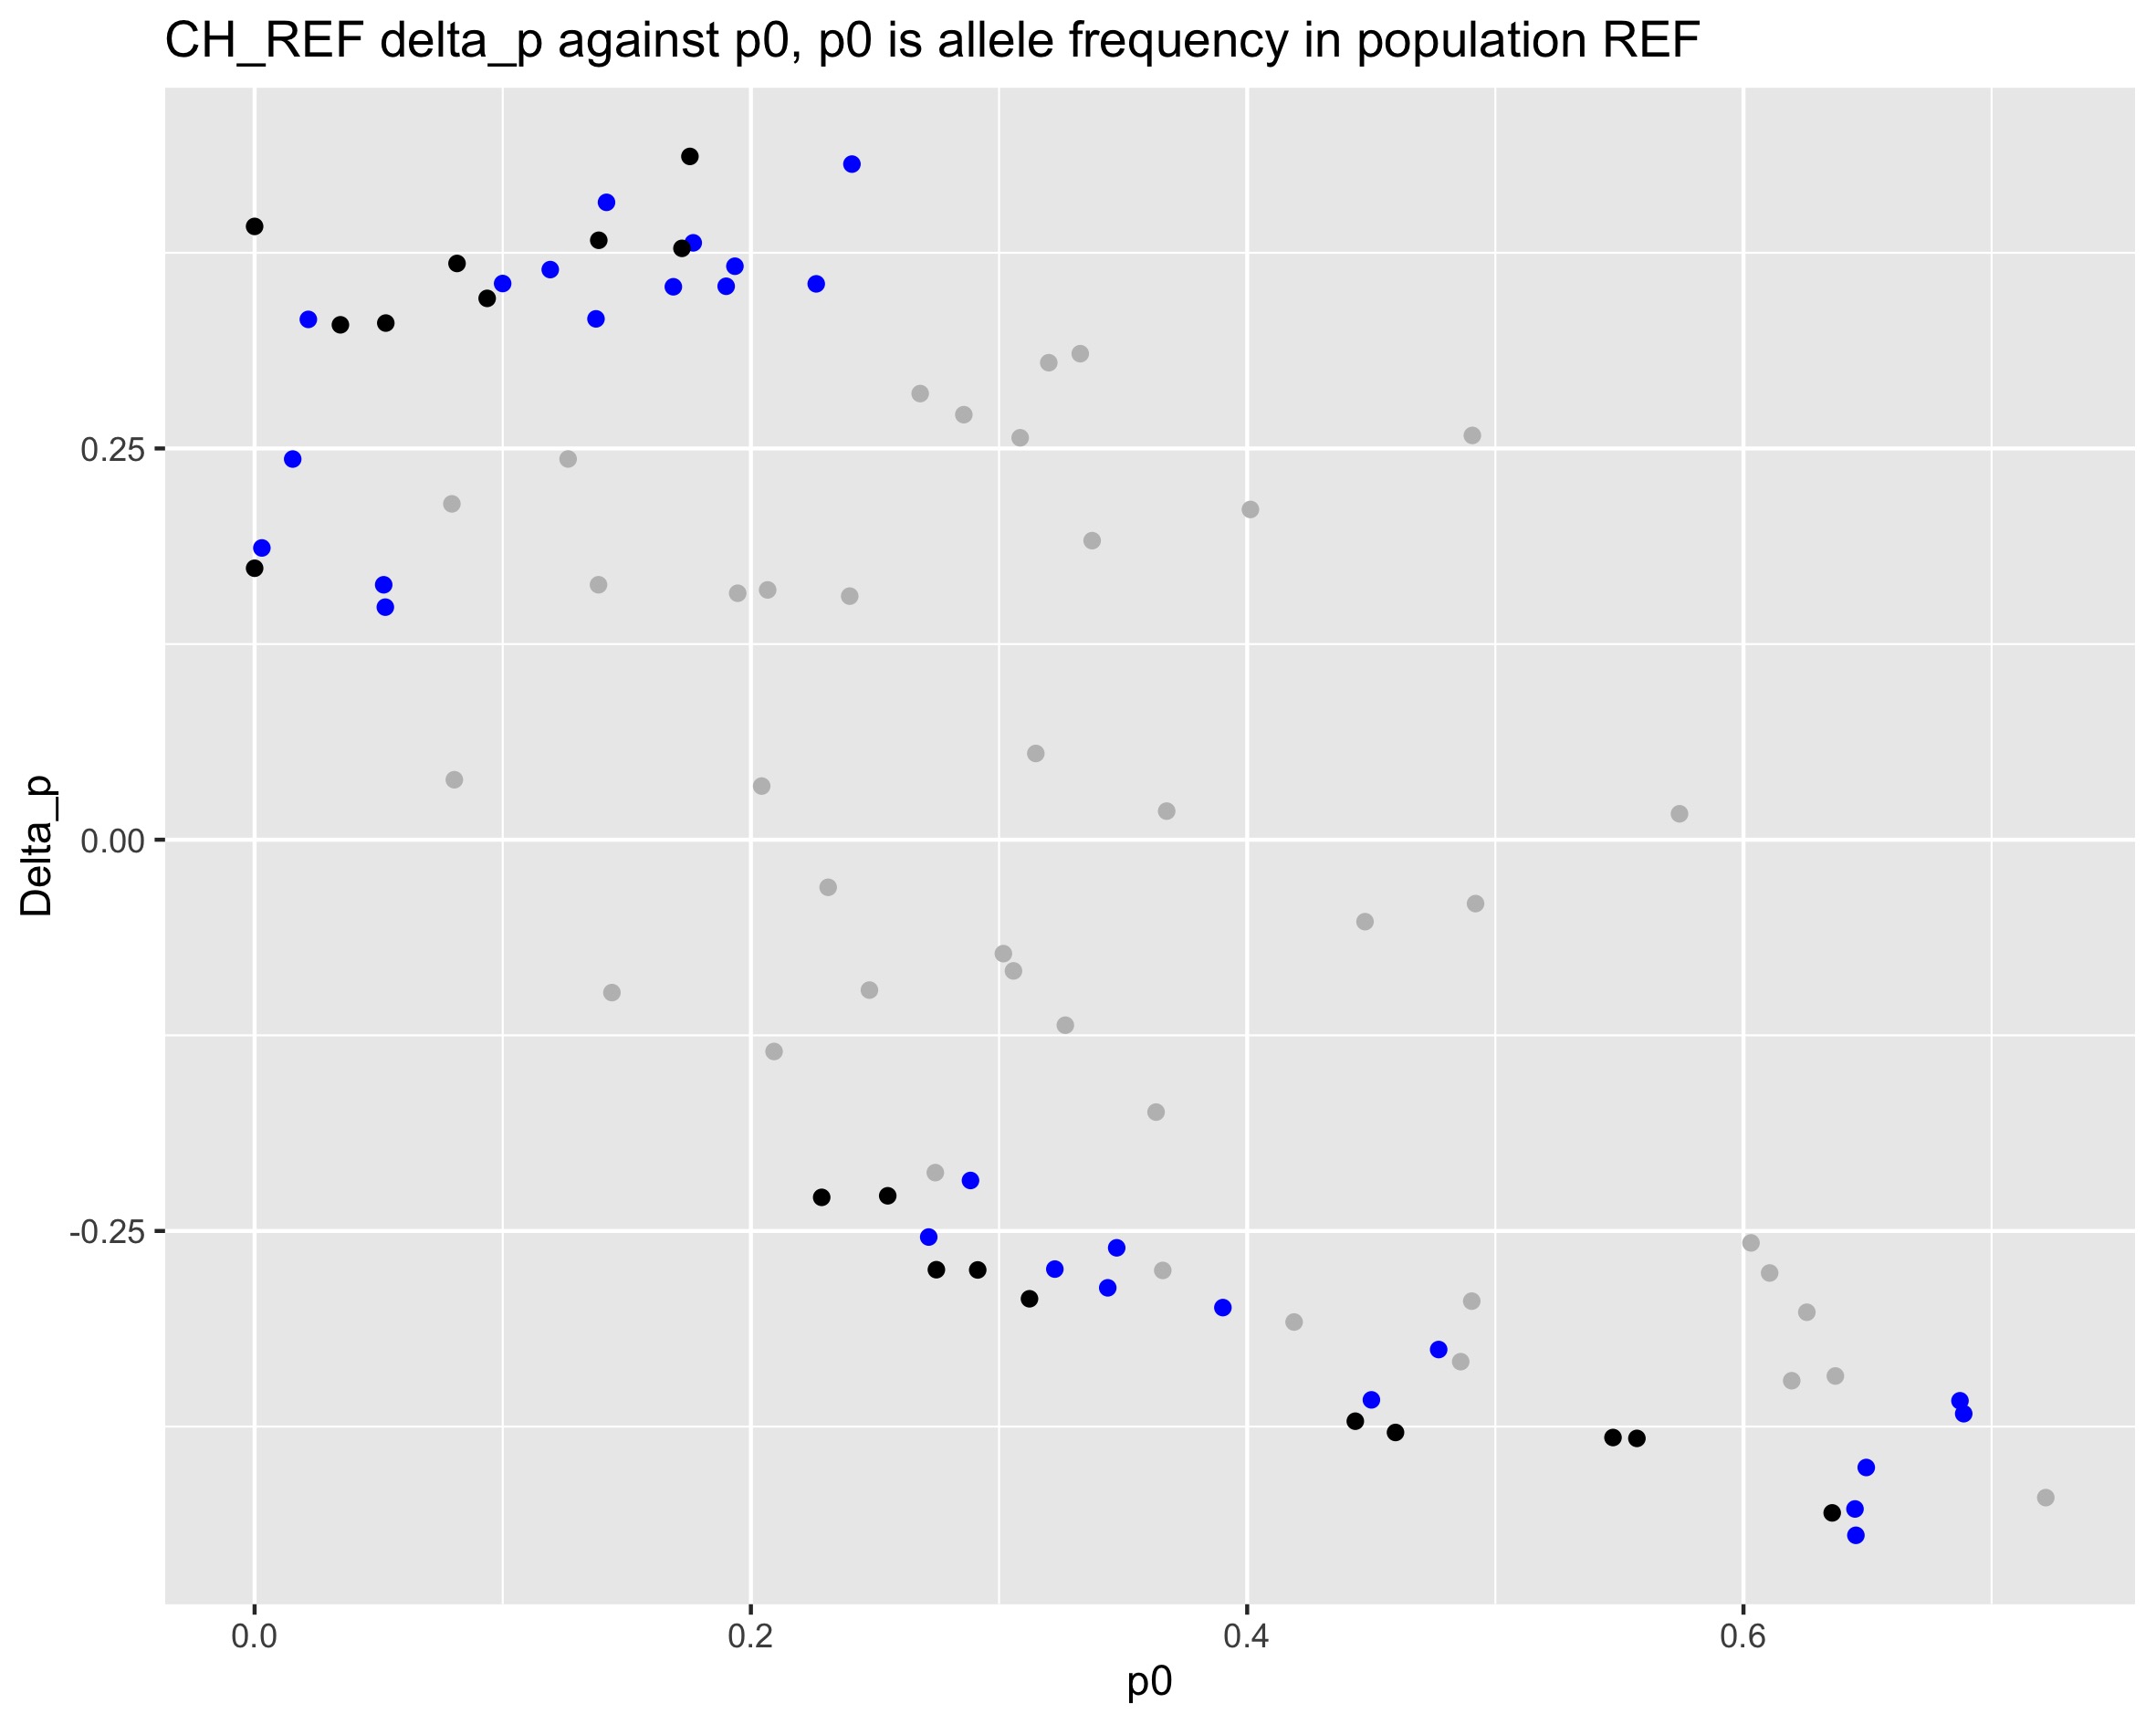 CH_REF delta_p against p0, p0 is allele frequency in population REF
0.25
0.00
-0.25
Delta_p
0.0 0.2 0.4 0.6
p0